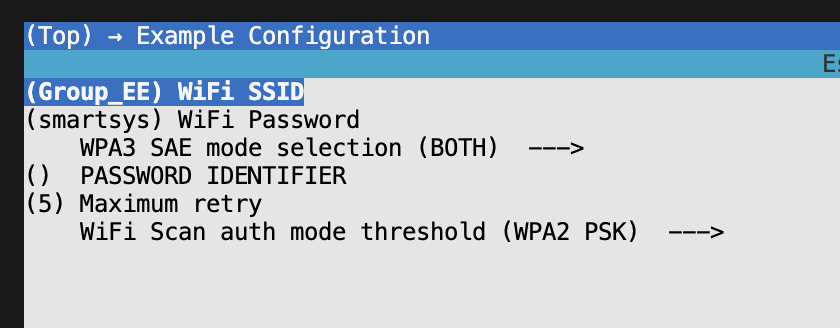 (Top) → Example Configuration
(Group_EE) WiFi SSID
(smartsys) WiFi Password
WPA3 SAE mode selection (BOTH)  --->
()  PASSWORD IDENTIFIER
(5) Maximum retry
WiFi Scan auth mode threshold (WPA2 PSK)  --->